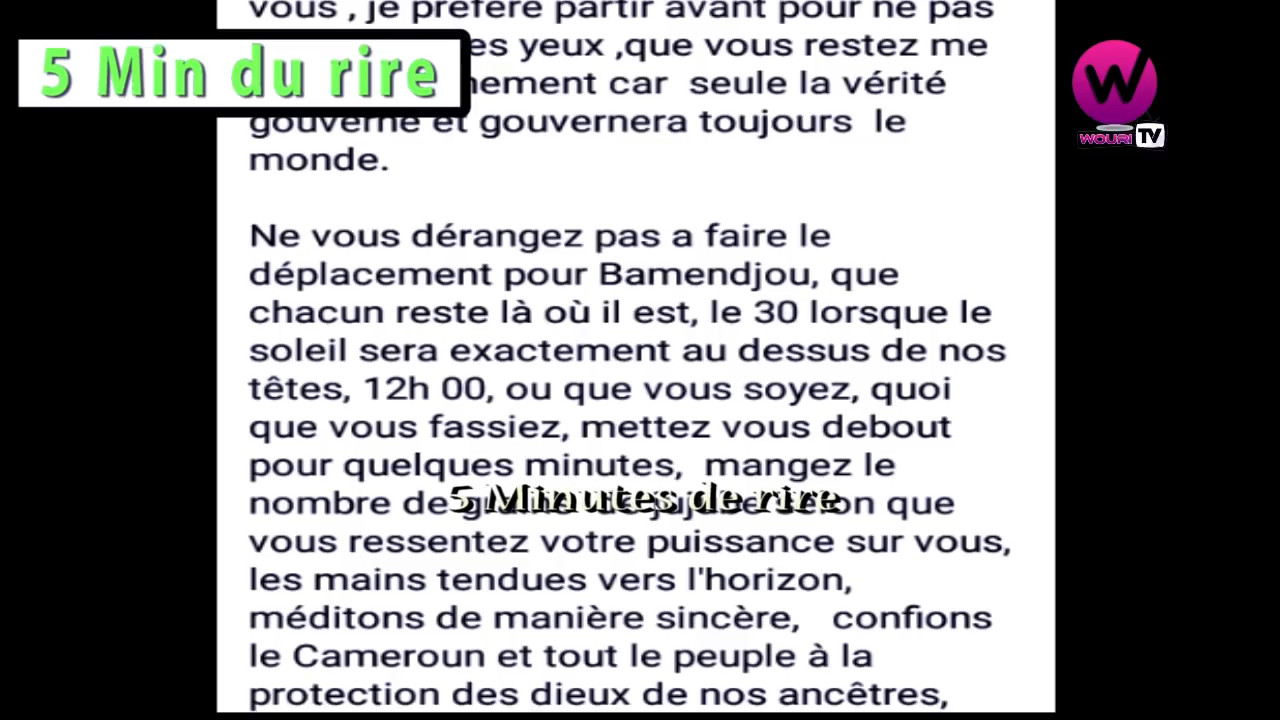 vous , je préfère partir avant pour ne pas
5 Min du rire
es yeux ,que vous restez me
nement car seule la vérité
gouverne et gouvernera toujours le
monde.
W
WOURI TV
Ne vous dérangez pas a faire le
déplacement pour Bamendjou, que
chacun reste là où il est, le 30 lorsque le
soleil sera exactement au dessus de nos
têtes, 12h 00, ou que vous soyez, quoi
que vous fassiez, mettez vous debout
pour quelques minutes, mangez le
nombre de que
5 Minutes de rire
vous ressentez votre puissance sur vous,
les mains tendues vers l'horizon,
méditons de manière sincère, confions
le Cameroun et tout le peuple à la
protection des dieux de nos ancêtres,